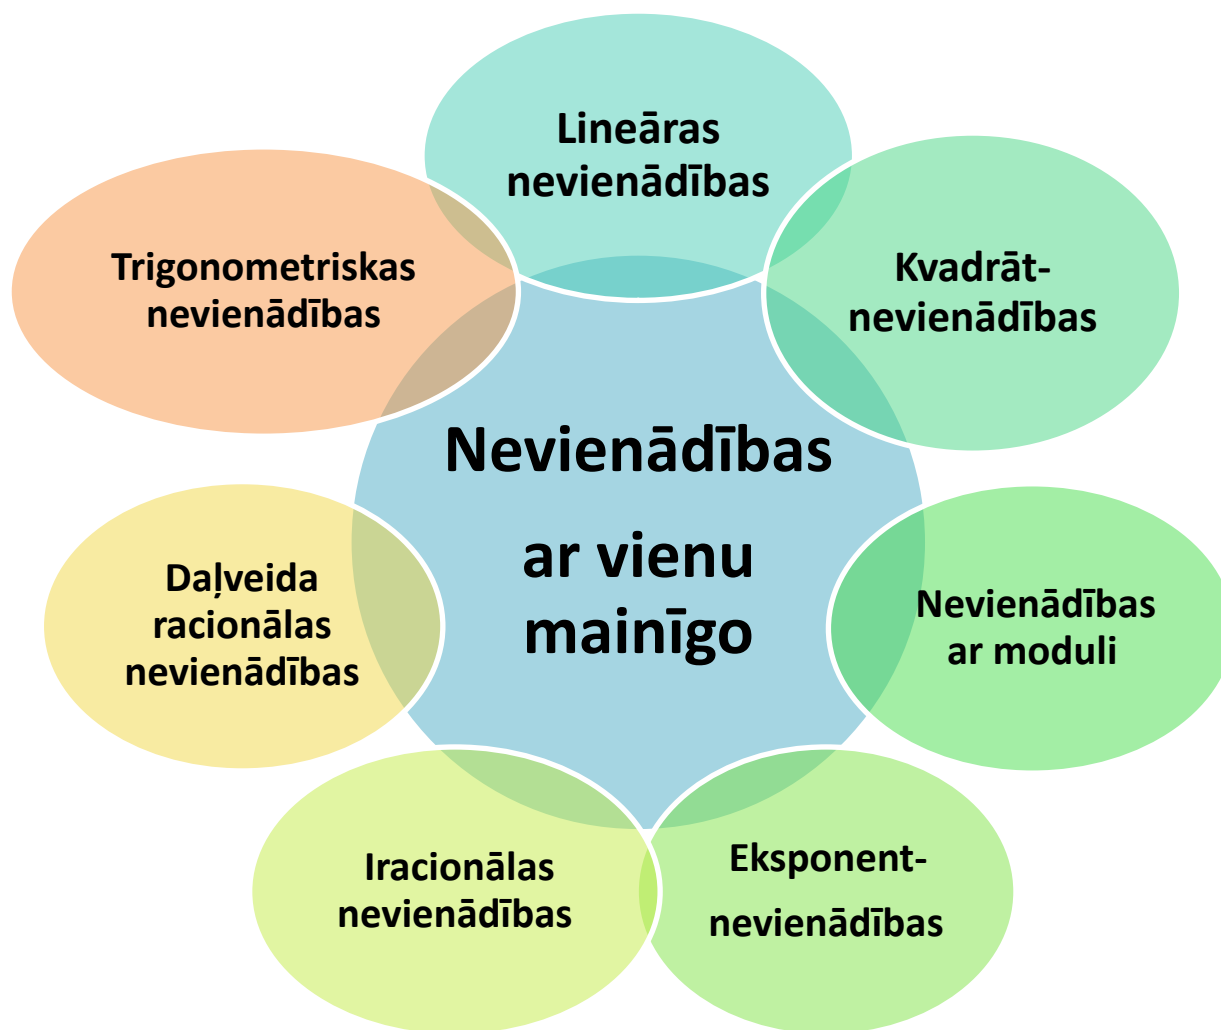 Lineāras
nevienādības
Kvadrāt-
nevienādības
Trigonometriskas
nevienādības
Nevienādības
ar vienu
mainīgo
Daļveida
racionālas
nevienādības
Nevienādības
ar moduli
Iracionālas
nevienādības
Eksponent-
nevienādības